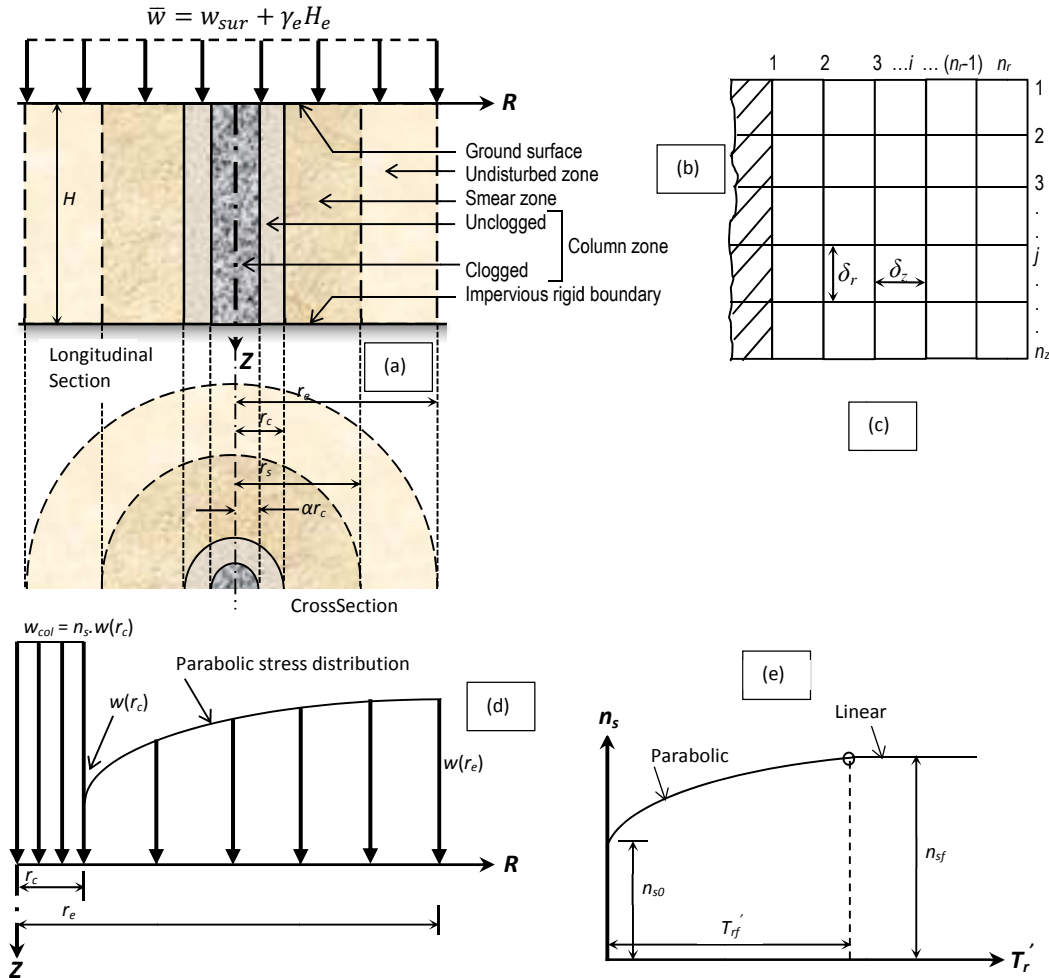 w̅ = w_sur + γ_e H_e
R
H
Ground surface
Undisturbed zone
Smear zone
Unclogged
Column zone
Clogged
Impervious rigid boundary
Longitudinal
Section
Z
(a)
r_e
r_c
r_s
αr_c
CrossSection
1 2 3 ...i ... (n_r-1) n_r
1
2
3
.
.
j
.
.
n_z
(b)
δ_r
δ_z
(c)
w_col = n_s.w(r_c)
Parabolic stress distribution
w(r_c)
(d)
w(r_e)
R
r_c
r_e
Z
(e)
n_s
Linear
Parabolic
n_s0
n_sf
T_rf′
T_r′